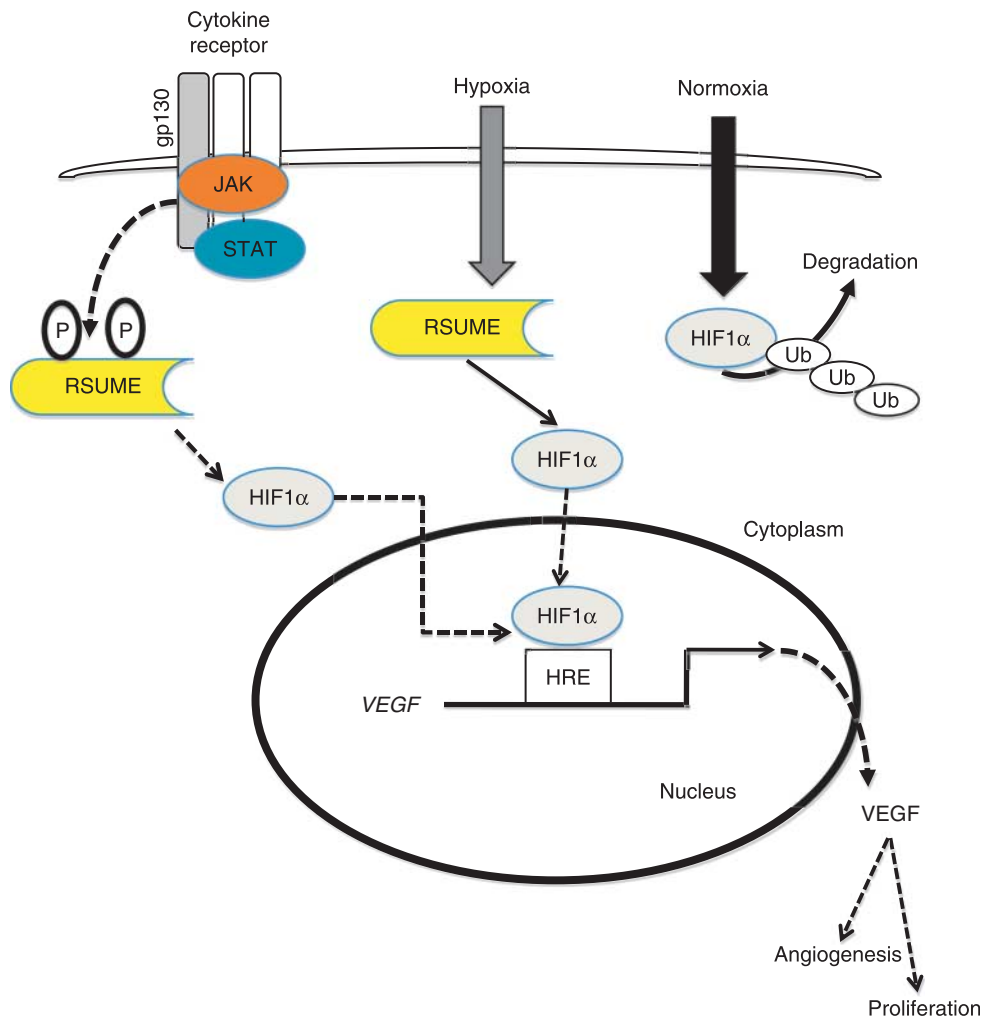 Cytokine
receptor
gp130
Hypoxia
Normoxia
JAK
STAT
Degradation
P
P
RSUME
RSUME
HIF1α
Ub
Ub
Ub
HIF1α
HIF1α
Cytoplasm
HIF1α
HRE
VEGF
Nucleus
VEGF
Angiogenesis
Proliferation